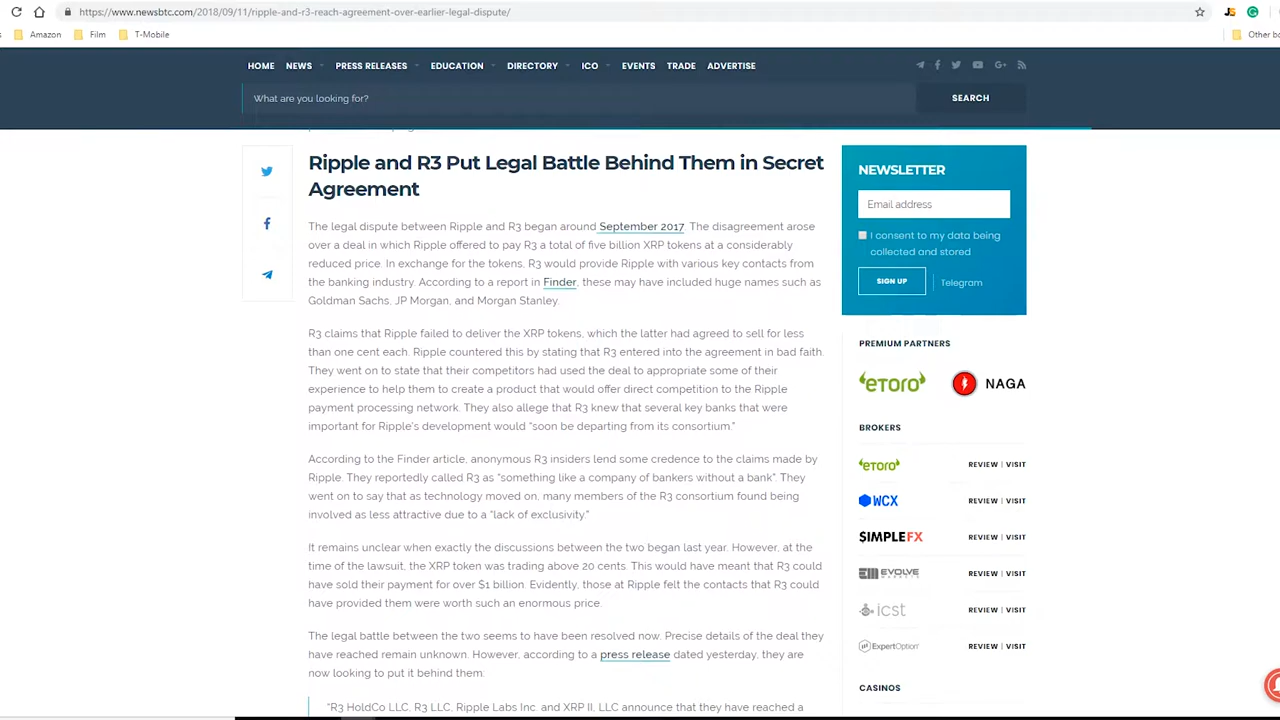 https://www.newsbtc.com/2018/09/11/ripple-and-r3-reach-agreement-over-earlier-legal-dispute/
Amazon Film T-Mobile Other bo
HOME NEWS PRESS RELEASES EDUCATION DIRECTORY ICO EVENTS TRADE ADVERTISE
What are you looking for? SEARCH
Ripple and R3 Put Legal Battle Behind Them in Secret
Agreement
The legal dispute between Ripple and R3 began around September 2017. The disagreement arose
over a deal in which Ripple offered to pay R3 a total of five billion XRP tokens at a considerably
reduced price. In exchange for the tokens, R3 would provide Ripple with various key contacts from
the banking industry. According to a report in Finder, these may have included huge names such as
Goldman Sachs, JP Morgan, and Morgan Stanley.
R3 claims that Ripple failed to deliver the XRP tokens, which the latter had agreed to sell for less
than one cent each. Ripple countered this by stating that R3 entered into the agreement in bad faith.
They went on to state that their competitors had used the deal to appropriate some of their
experience to help them to create a product that would offer direct competition to the Ripple
payment processing network. They also allege that R3 knew that several key banks that were
important for Ripple's development would “soon be departing from its consortium.”
According to the Finder article, anonymous R3 insiders lend some credence to the claims made by
Ripple. They reportedly called R3 as “something like a company of bankers without a bank”. They
went on to say that as technology moved on, many members of the R3 consortium found being
involved as less attractive due to a “lack of exclusivity.”
It remains unclear when exactly the discussions between the two began last year. However, at the
time of the lawsuit, the XRP token was trading above 20 cents. This would have meant that R3 could
have sold their payment for over $1 billion. Evidently, those at Ripple felt the contacts that R3 could
have provided them were worth such an enormous price.
The legal battle between the two seems to have been resolved now. Precise details of the deal they
have reached remain unknown. However, according to a press release dated yesterday, they are
now looking to put it behind them:
“R3 HoldCo LLC, R3 LLC, Ripple Labs Inc. and XRP II, LLC announce that they have reached a
NEWSLETTER
Email address
I consent to my data being
collected and stored
SIGN UP Telegram
PREMIUM PARTNERS
eToro NAGA
BROKERS
eToro REVIEW | VISIT
WCX REVIEW | VISIT
SIMPLEFX REVIEW | VISIT
EVOLVE MARKETS REVIEW | VISIT
icst REVIEW | VISIT
ExpertOption REVIEW | VISIT
CASINOS